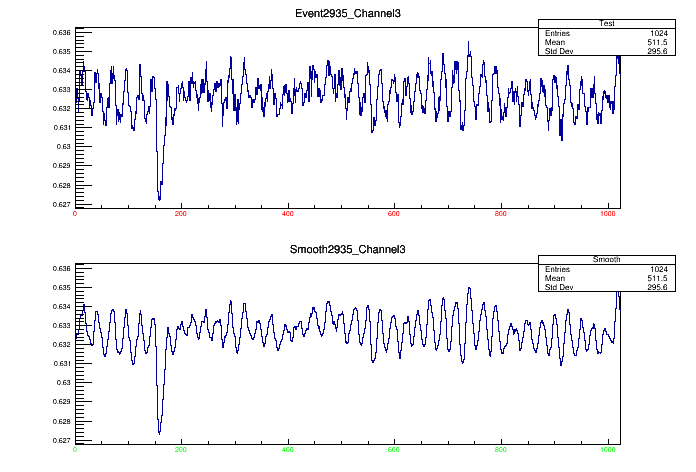 Event2935_Channel3
Test
Entries 1024
Mean 511.5
Std Dev 295.6
0.636
0.635
0.634
0.633
0.632
0.631
0.63
0.629
0.628
0.627
0 200 400 600 800 1000
Smooth2935_Channel3
Smooth
Entries 1024
Mean 511.5
Std Dev 295.6
0.636
0.635
0.634
0.633
0.632
0.631
0.63
0.629
0.628
0.627
0 200 400 600 800 1000